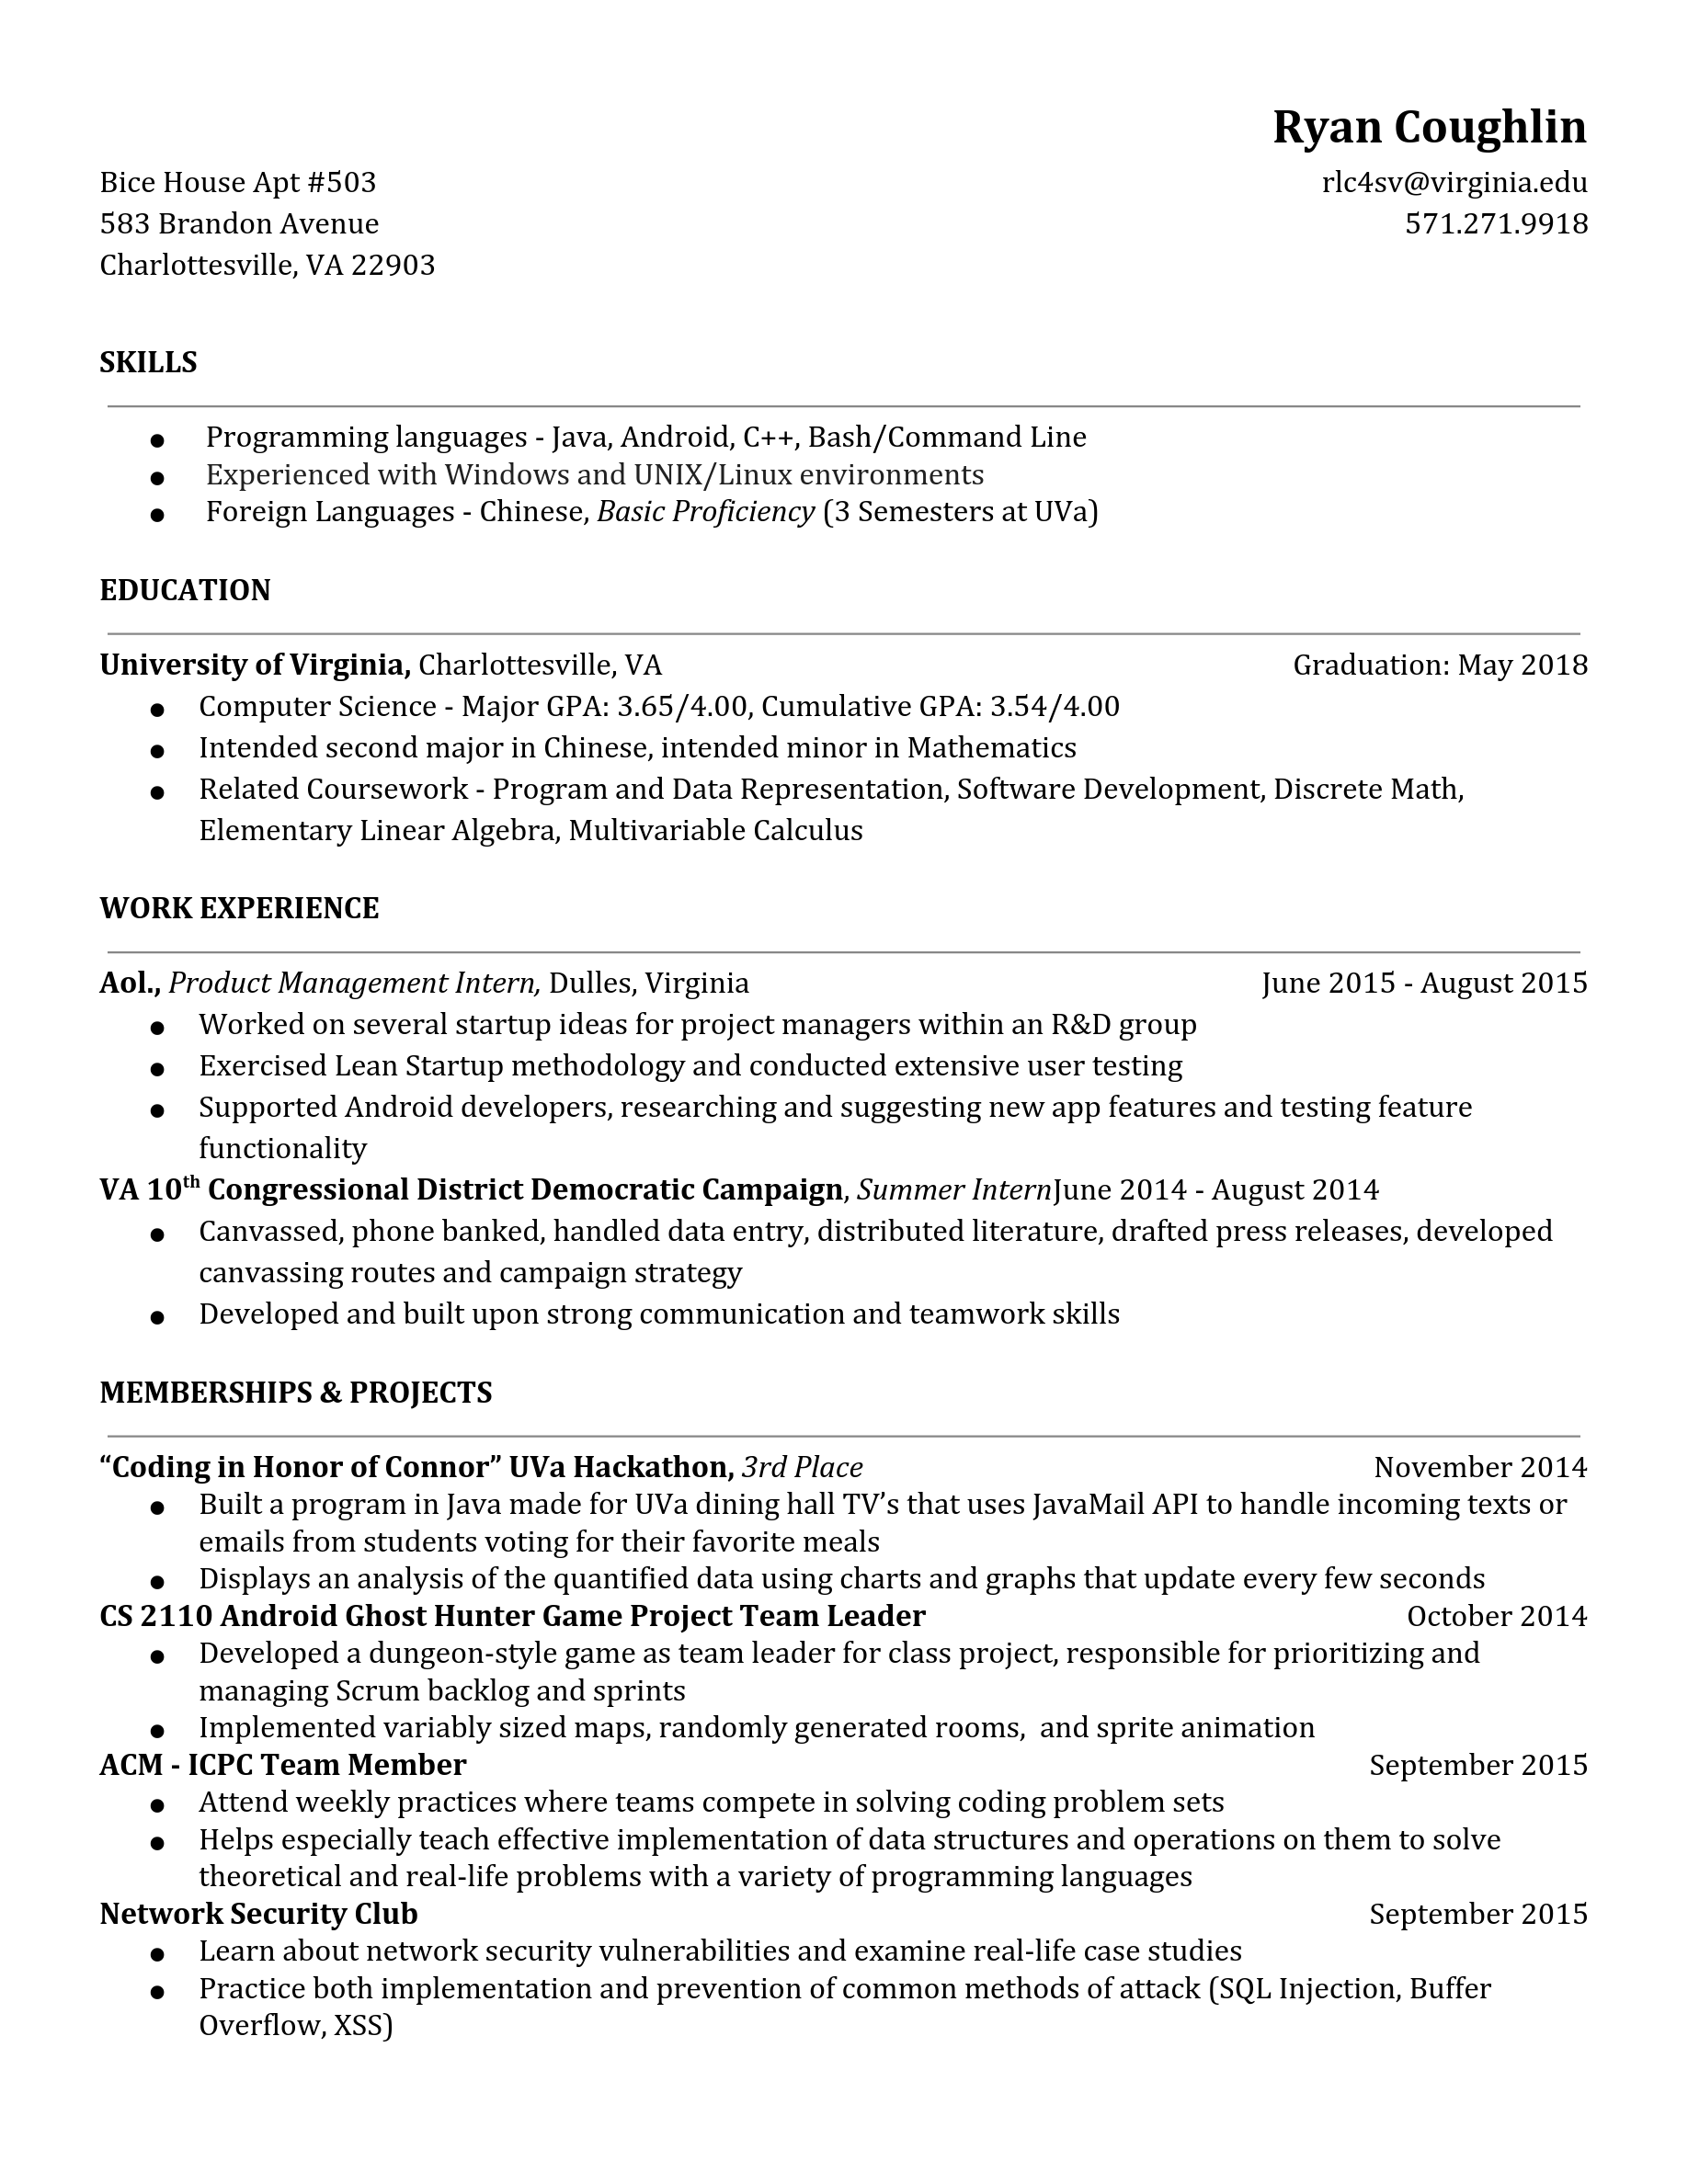 Ryan Coughlin
Bice House Apt #503 rlc4sv@virginia.edu
583 Brandon Avenue 571.271.9918
Charlottesville, VA 22903
SKILLS
● Programming languages - Java, Android, C++, Bash/Command Line
● Experienced with Windows and UNIX/Linux environments
● Foreign Languages - Chinese, Basic Proficiency (3 Semesters at UVa)
EDUCATION
University of Virginia, Charlottesville, VA Graduation: May 2018
● Computer Science - Major GPA: 3.65/4.00, Cumulative GPA: 3.54/4.00
● Intended second major in Chinese, intended minor in Mathematics
● Related Coursework - Program and Data Representation, Software Development, Discrete Math,
Elementary Linear Algebra, Multivariable Calculus
WORK EXPERIENCE
Aol., Product Management Intern, Dulles, Virginia June 2015 - August 2015
● Worked on several startup ideas for project managers within an R&D group
● Exercised Lean Startup methodology and conducted extensive user testing
● Supported Android developers, researching and suggesting new app features and testing feature
functionality
VA 10th Congressional District Democratic Campaign, Summer InternJune 2014 - August 2014
● Canvassed, phone banked, handled data entry, distributed literature, drafted press releases, developed
canvassing routes and campaign strategy
● Developed and built upon strong communication and teamwork skills
MEMBERSHIPS & PROJECTS
“Coding in Honor of Connor” UVa Hackathon, 3rd Place November 2014
● Built a program in Java made for UVa dining hall TV’s that uses JavaMail API to handle incoming texts or
emails from students voting for their favorite meals
● Displays an analysis of the quantified data using charts and graphs that update every few seconds
CS 2110 Android Ghost Hunter Game Project Team Leader October 2014
● Developed a dungeon-style game as team leader for class project, responsible for prioritizing and
managing Scrum backlog and sprints
● Implemented variably sized maps, randomly generated rooms,  and sprite animation
ACM - ICPC Team Member September 2015
● Attend weekly practices where teams compete in solving coding problem sets
● Helps especially teach effective implementation of data structures and operations on them to solve
theoretical and real-life problems with a variety of programming languages
Network Security Club September 2015
● Learn about network security vulnerabilities and examine real-life case studies
● Practice both implementation and prevention of common methods of attack (SQL Injection, Buffer
Overflow, XSS)